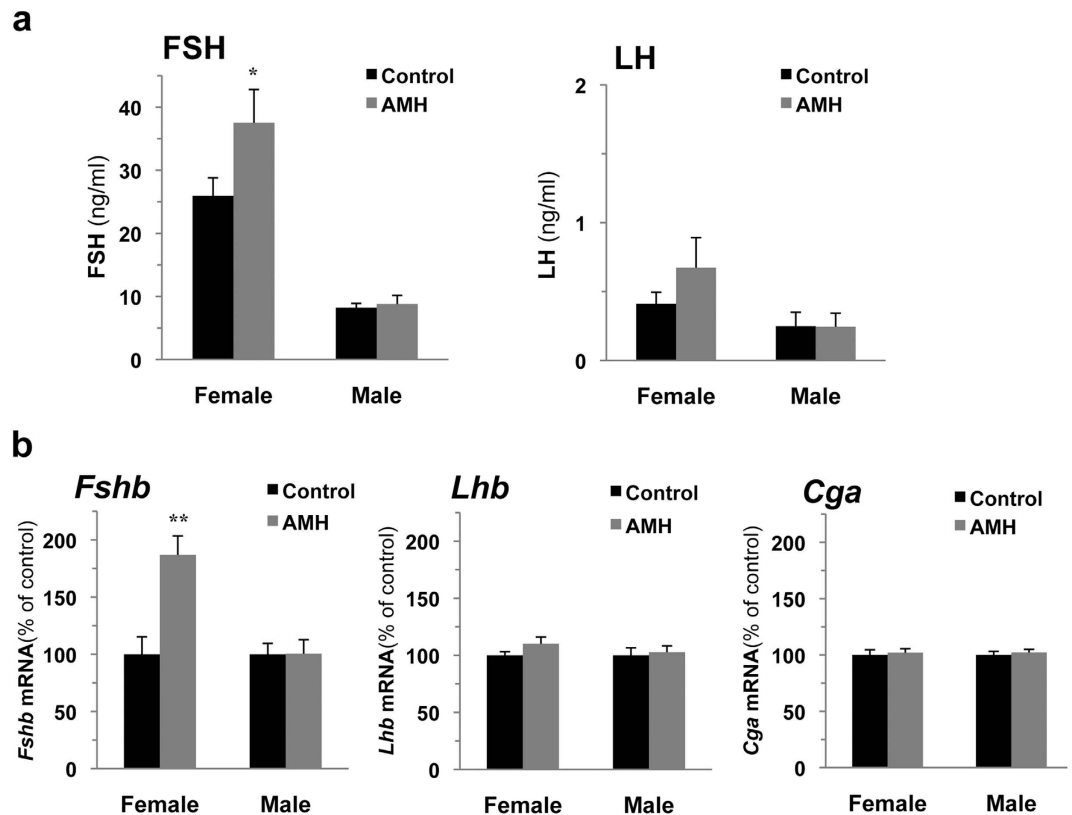 a
FSH
Control
AMH
*
FSH (ng/ml)
40
30
20
10
0
Female
Male
LH
Control
AMH
LH (ng/ml)
2
1
0
Female
Male
b
Fshb
Control
AMH
**
Fshb mRNA(% of control)
200
150
100
50
0
Female
Male
Lhb
Control
AMH
Lhb mRNA(% of control)
200
150
100
50
0
Female
Male
Cga
Control
AMH
Cga mRNA(% of control)
200
150
100
50
0
Female
Male